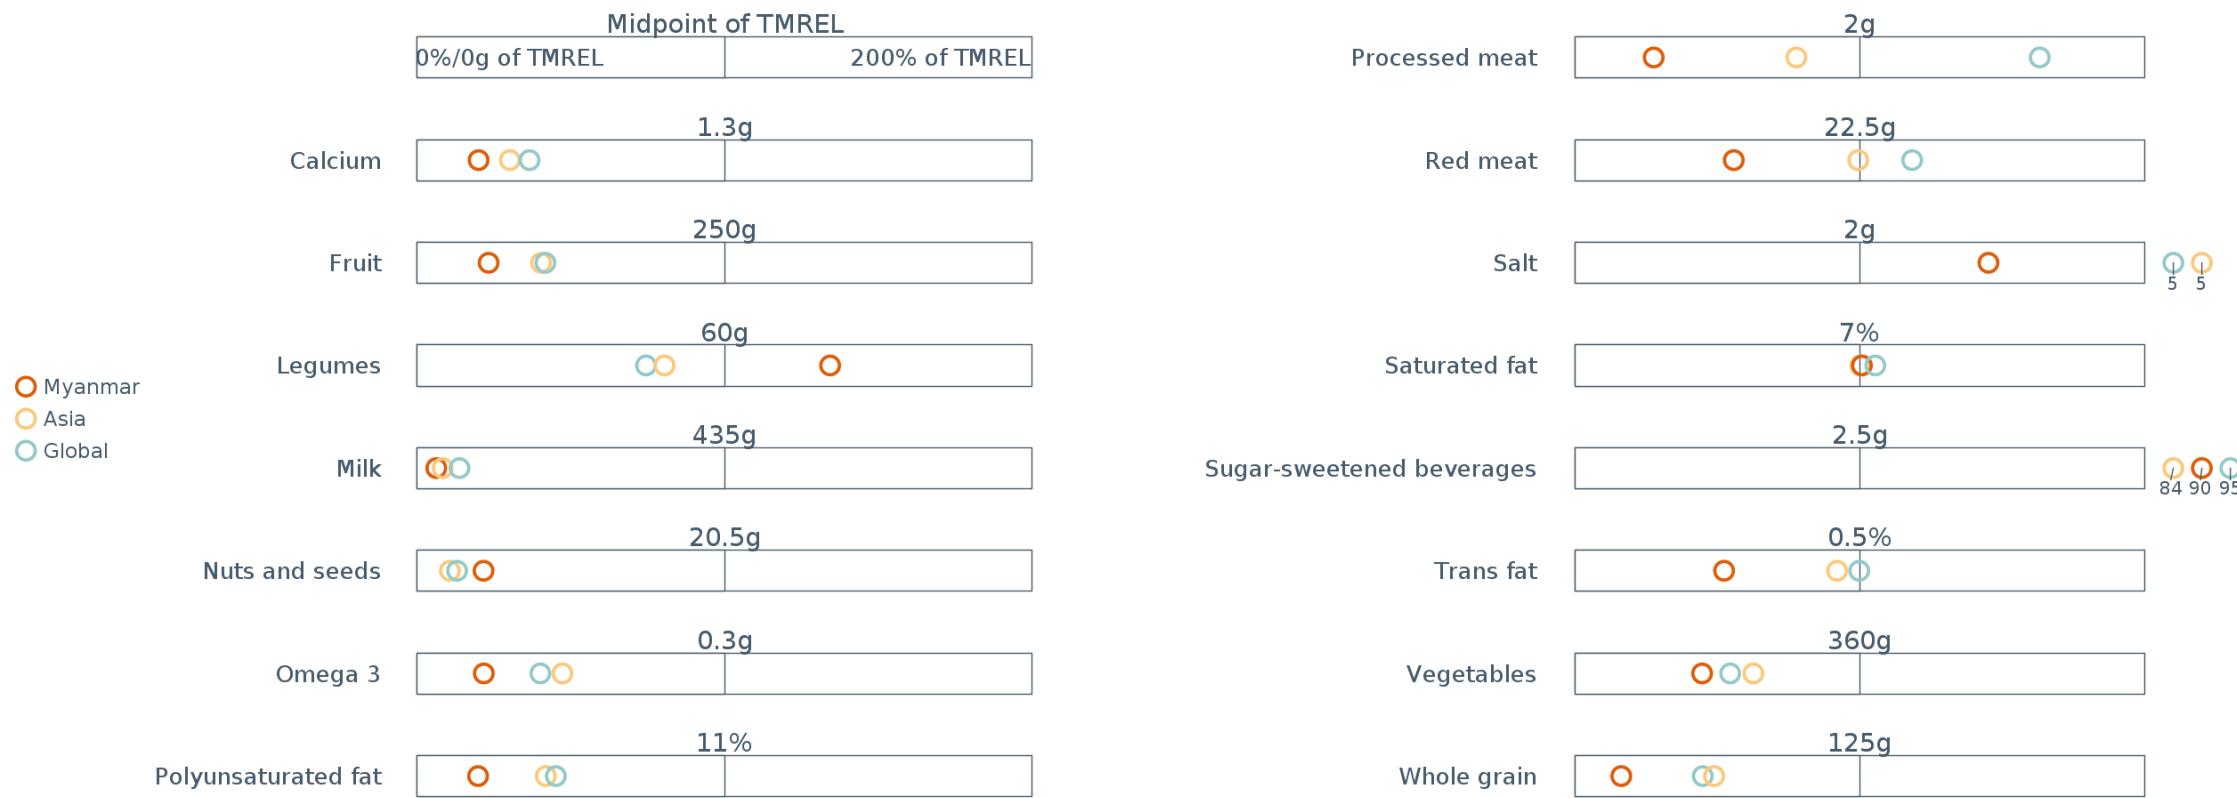 Midpoint of TMREL
0%/0g of TMREL 200% of TMREL
Calcium 1.3g
Fruit 250g
Legumes 60g
Milk 435g
Nuts and seeds 20.5g
Omega 3 0.3g
Polyunsaturated fat 11%
Myanmar
Asia
Global
Processed meat 2g
Red meat 22.5g
Salt 2g
5 5
Saturated fat 7%
Sugar-sweetened beverages 2.5g
84 90 95
Trans fat 0.5%
Vegetables 360g
Whole grain 125g